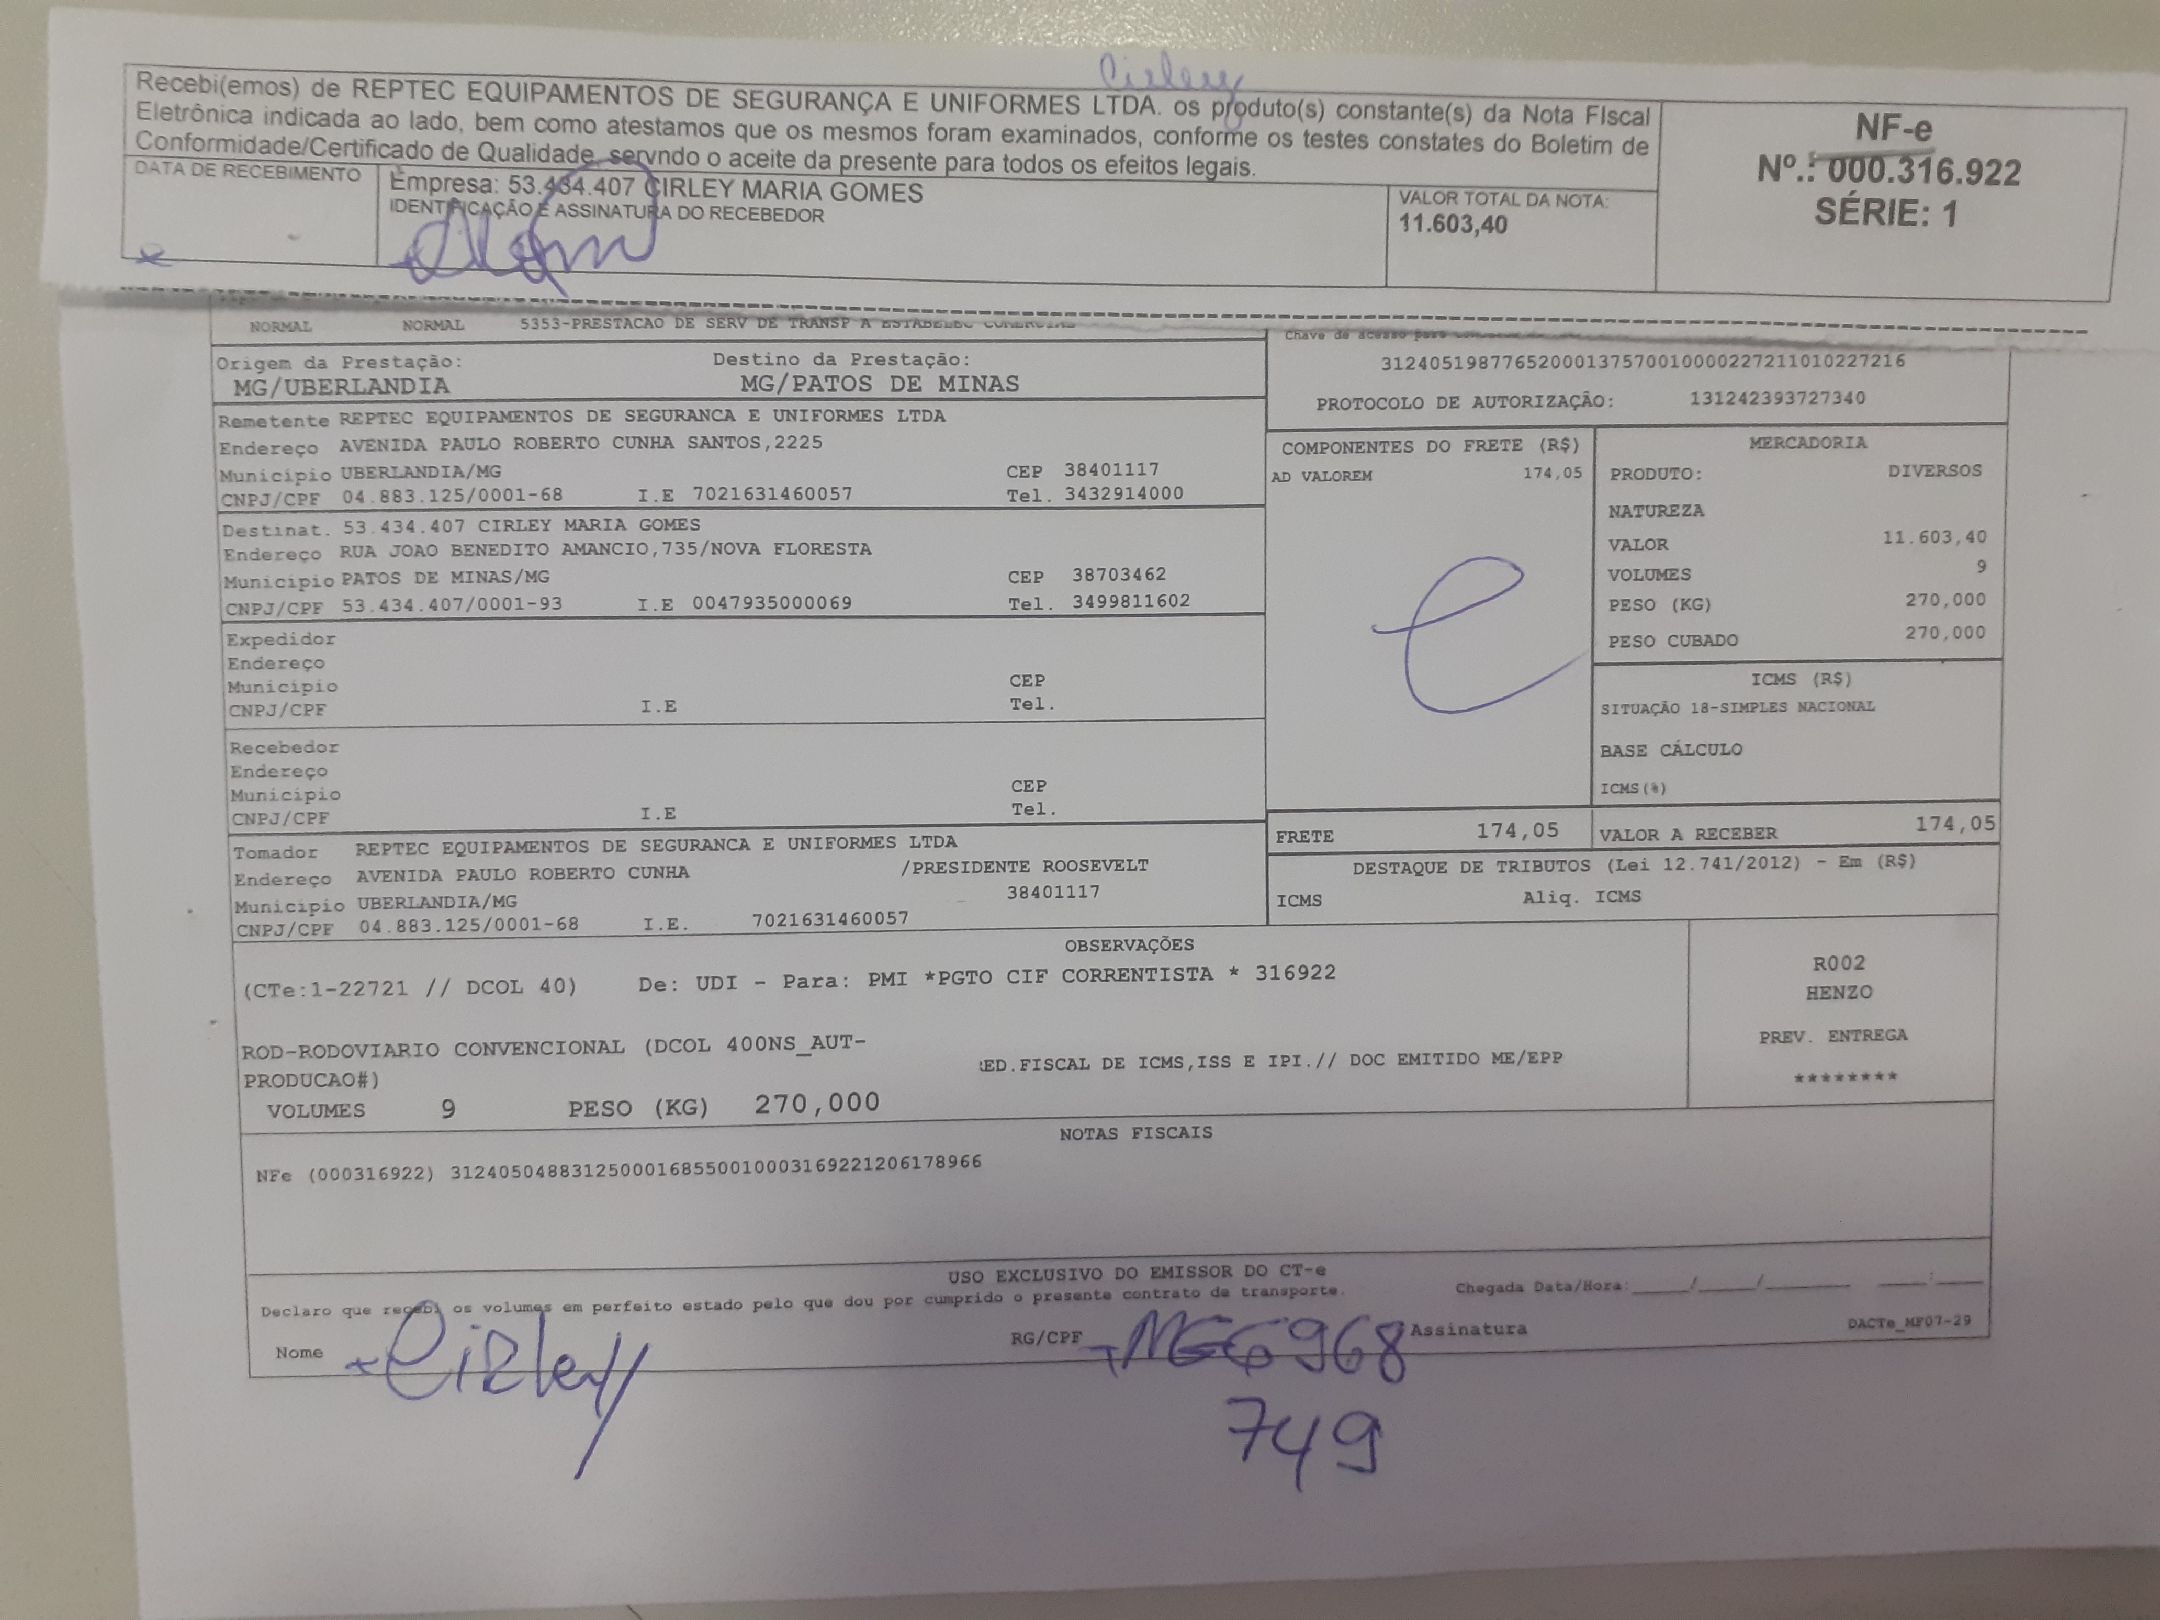 Cirley
Recebi(emos) de REPTEC EQUIPAMENTOS DE SEGURANÇA E UNIFORMES LTDA. os produto(s) constante(s) da Nota FIscal
Eletrônica indicada ao lado, bem como atestamos que os mesmos foram examinados, conforme os testes constates do Boletim de
Conformidade/Certificado de Qualidade, servndo o aceite da presente para todos os efeitos legais.
NF-e
Nº.: 000.316.922
SÉRIE: 1
DATA DE RECEBIMENTO
Empresa: 53.434.407 CIRLEY MARIA GOMES
IDENTIFICAÇÃO E ASSINATURA DO RECEBEDOR
VALOR TOTAL DA NOTA:
11.603,40
NORMAL NORMAL 5353-PRESTACAO DE SERV DE TRANSP A ESTABELEC COMERCIAL
Chave de acesso para
31240519877652000137570010000227211010227216
PROTOCOLO DE AUTORIZAÇÃO: 131242393727340
Origem da Prestação: Destino da Prestação:
MG/UBERLANDIA MG/PATOS DE MINAS
Remetente REPTEC EQUIPAMENTOS DE SEGURANCA E UNIFORMES LTDA
Endereço AVENIDA PAULO ROBERTO CUNHA SANTOS,2225
Município UBERLANDIA/MG CEP 38401117
CNPJ/CPF 04.883.125/0001-68 I.E 7021631460057 Tel. 3432914000
Destinat. 53.434.407 CIRLEY MARIA GOMES
Endereço RUA JOAO BENEDITO AMANCIO,735/NOVA FLORESTA
Município PATOS DE MINAS/MG CEP 38703462
CNPJ/CPF 53.434.407/0001-93 I.E 0047935000069 Tel. 3499811602
Expedidor
Endereço
Município CEP
CNPJ/CPF I.E Tel.
Recebedor
Endereço
Município CEP
CNPJ/CPF I.E Tel.
Tomador REPTEC EQUIPAMENTOS DE SEGURANCA E UNIFORMES LTDA
Endereço AVENIDA PAULO ROBERTO CUNHA /PRESIDENTE ROOSEVELT
Município UBERLANDIA/MG 38401117
CNPJ/CPF 04.883.125/0001-68 I.E. 7021631460057
COMPONENTES DO FRETE (R$)
AD VALOREM 174,05
MERCADORIA
PRODUTO: DIVERSOS
NATUREZA
VALOR 11.603,40
VOLUMES 9
PESO (KG) 270,000
PESO CUBADO 270,000
ICMS (R$)
SITUAÇÃO 18-SIMPLES NACIONAL
BASE CÁLCULO
ICMS(%)
FRETE 174,05 VALOR A RECEBER 174,05
DESTAQUE DE TRIBUTOS (Lei 12.741/2012) - Em (R$)
ICMS Aliq. ICMS
OBSERVAÇÕES
(CTe:1-22721 // DCOL 40) De: UDI - Para: PMI *PGTO CIF CORRENTISTA * 316922
ROD-RODOVIARIO CONVENCIONAL (DCOL 400NS_AUT-
PRODUCAO#)
ED.FISCAL DE ICMS,ISS E IPI.// DOC EMITIDO ME/EPP
VOLUMES 9 PESO (KG) 270,000
R002
HENZO
PREV. ENTREGA
********
NOTAS FISCAIS
NFe (000316922) 31240504883125000168550010003169221206178966
USO EXCLUSIVO DO EMISSOR DO CT-e
Declaro que recebi os volumes em perfeito estado pelo que dou por cumprido o presente contrato de transporte.
Chegada Data/Hora:_____/_____/_______ ____:____
Nome Cirley RG/CPF MG6968 Assinatura DACTe_MF07-29
749